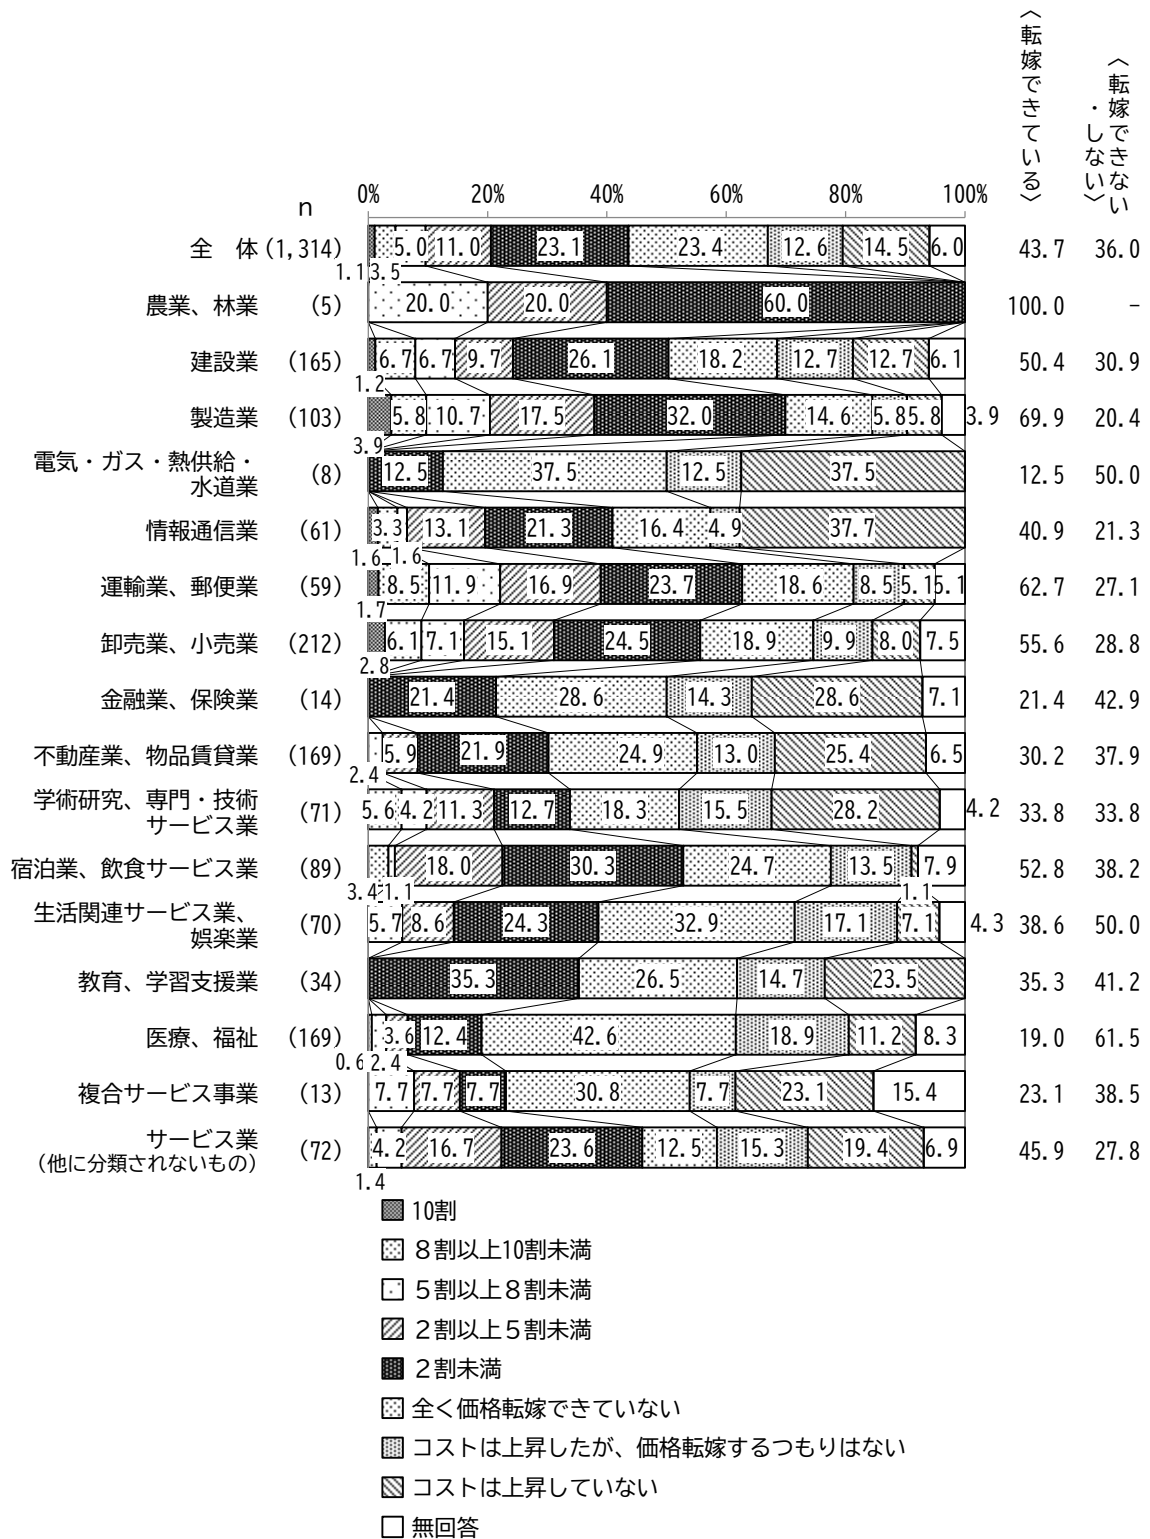 〈転嫁できている〉
〈転嫁できない
・しない〉
n
0% 20% 40% 60% 80% 100%
全　体 (1,314) 5.0 11.0 23.1 23.4 12.6 14.5 6.0 43.7 36.0
1.1 3.5
農業、林業 (5) 20.0 20.0 60.0 100.0 －
建設業 (165) 6.7 6.7 9.7 26.1 18.2 12.7 12.7 6.1 50.4 30.9
1.2
製造業 (103) 5.8 10.7 17.5 32.0 14.6 5.8 5.8 3.9 69.9 20.4
3.9
電気・ガス・熱供給・
水道業 (8) 12.5 37.5 12.5 37.5 12.5 50.0
情報通信業 (61) 3.3 13.1 21.3 16.4 4.9 37.7 40.9 21.3
1.6 1.6
運輸業、郵便業 (59) 8.5 11.9 16.9 23.7 18.6 8.5 5.1 5.1 62.7 27.1
1.7
卸売業、小売業 (212) 6.1 7.1 15.1 24.5 18.9 9.9 8.0 7.5 55.6 28.8
2.8
金融業、保険業 (14) 21.4 28.6 14.3 28.6 7.1 21.4 42.9
不動産業、物品賃貸業 (169) 5.9 21.9 24.9 13.0 25.4 6.5 30.2 37.9
2.4
学術研究、専門・技術
サービス業 (71) 5.6 4.2 11.3 12.7 18.3 15.5 28.2 4.2 33.8 33.8
宿泊業、飲食サービス業 (89) 18.0 30.3 24.7 13.5 7.9 52.8 38.2
3.4 1.1 1.1
生活関連サービス業、
娯楽業 (70) 5.7 8.6 24.3 32.9 17.1 7.1 4.3 38.6 50.0
教育、学習支援業 (34) 35.3 26.5 14.7 23.5 35.3 41.2
医療、福祉 (169) 3.6 12.4 42.6 18.9 11.2 8.3 19.0 61.5
0.6 2.4
複合サービス事業 (13) 7.7 7.7 7.7 30.8 7.7 23.1 15.4 23.1 38.5
サービス業
（他に分類されないもの） (72) 4.2 16.7 23.6 12.5 15.3 19.4 6.9 45.9 27.8
1.4
10割
８割以上10割未満
５割以上８割未満
２割以上５割未満
２割未満
全く価格転嫁できていない
コストは上昇したが、価格転嫁するつもりはない
コストは上昇していない
無回答